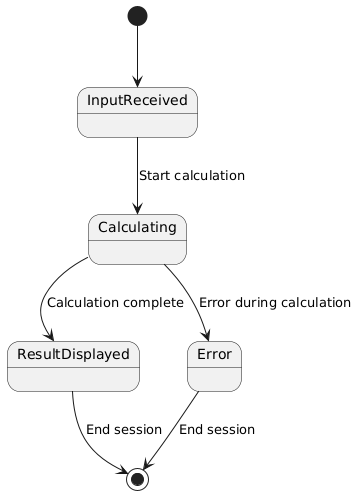 InputReceived
Start calculation
Calculating
Calculation complete
Error during calculation
ResultDisplayed
Error
End session
End session